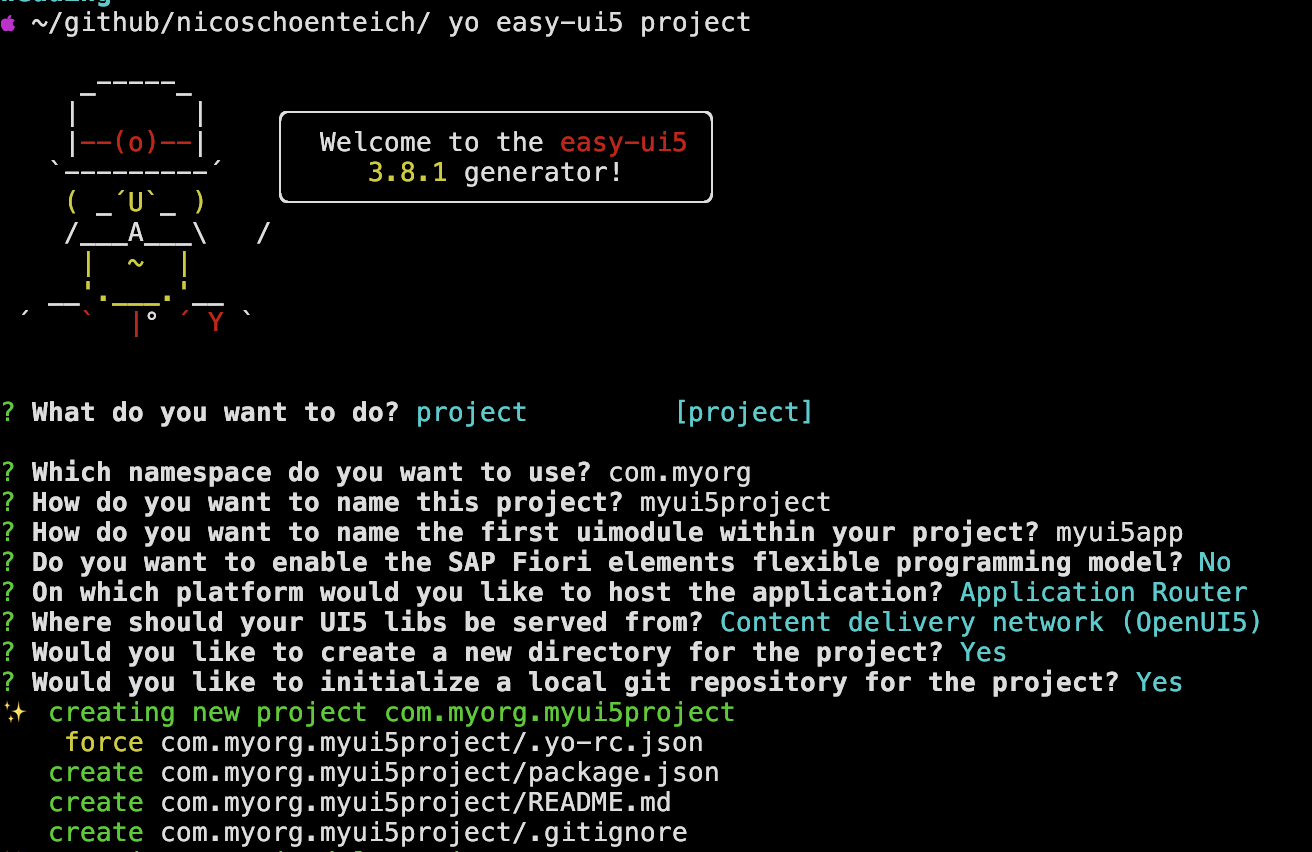 ~/github/nicoschoenteich/ yo easy-ui5 project
     _-----_
    |       |
    |--(o)--|
   `---------´
    ( _´U`_ )
    /___A___\   /
     |  ~  |
   __'.___.'__
 ´   `  |° ´ Y `
Welcome to the easy-ui5
3.8.1 generator!
? What do you want to do? project [project]
? Which namespace do you want to use? com.myorg
? How do you want to name this project? myui5project
? How do you want to name the first uimodule within your project? myui5app
? Do you want to enable the SAP Fiori elements flexible programming model? No
? On which platform would you like to host the application? Application Router
? Where should your UI5 libs be served from? Content delivery network (OpenUI5)
? Would you like to create a new directory for the project? Yes
? Would you like to initialize a local git repository for the project? Yes
✨ creating new project com.myorg.myui5project
force com.myorg.myui5project/.yo-rc.json
create com.myorg.myui5project/package.json
create com.myorg.myui5project/README.md
create com.myorg.myui5project/.gitignore